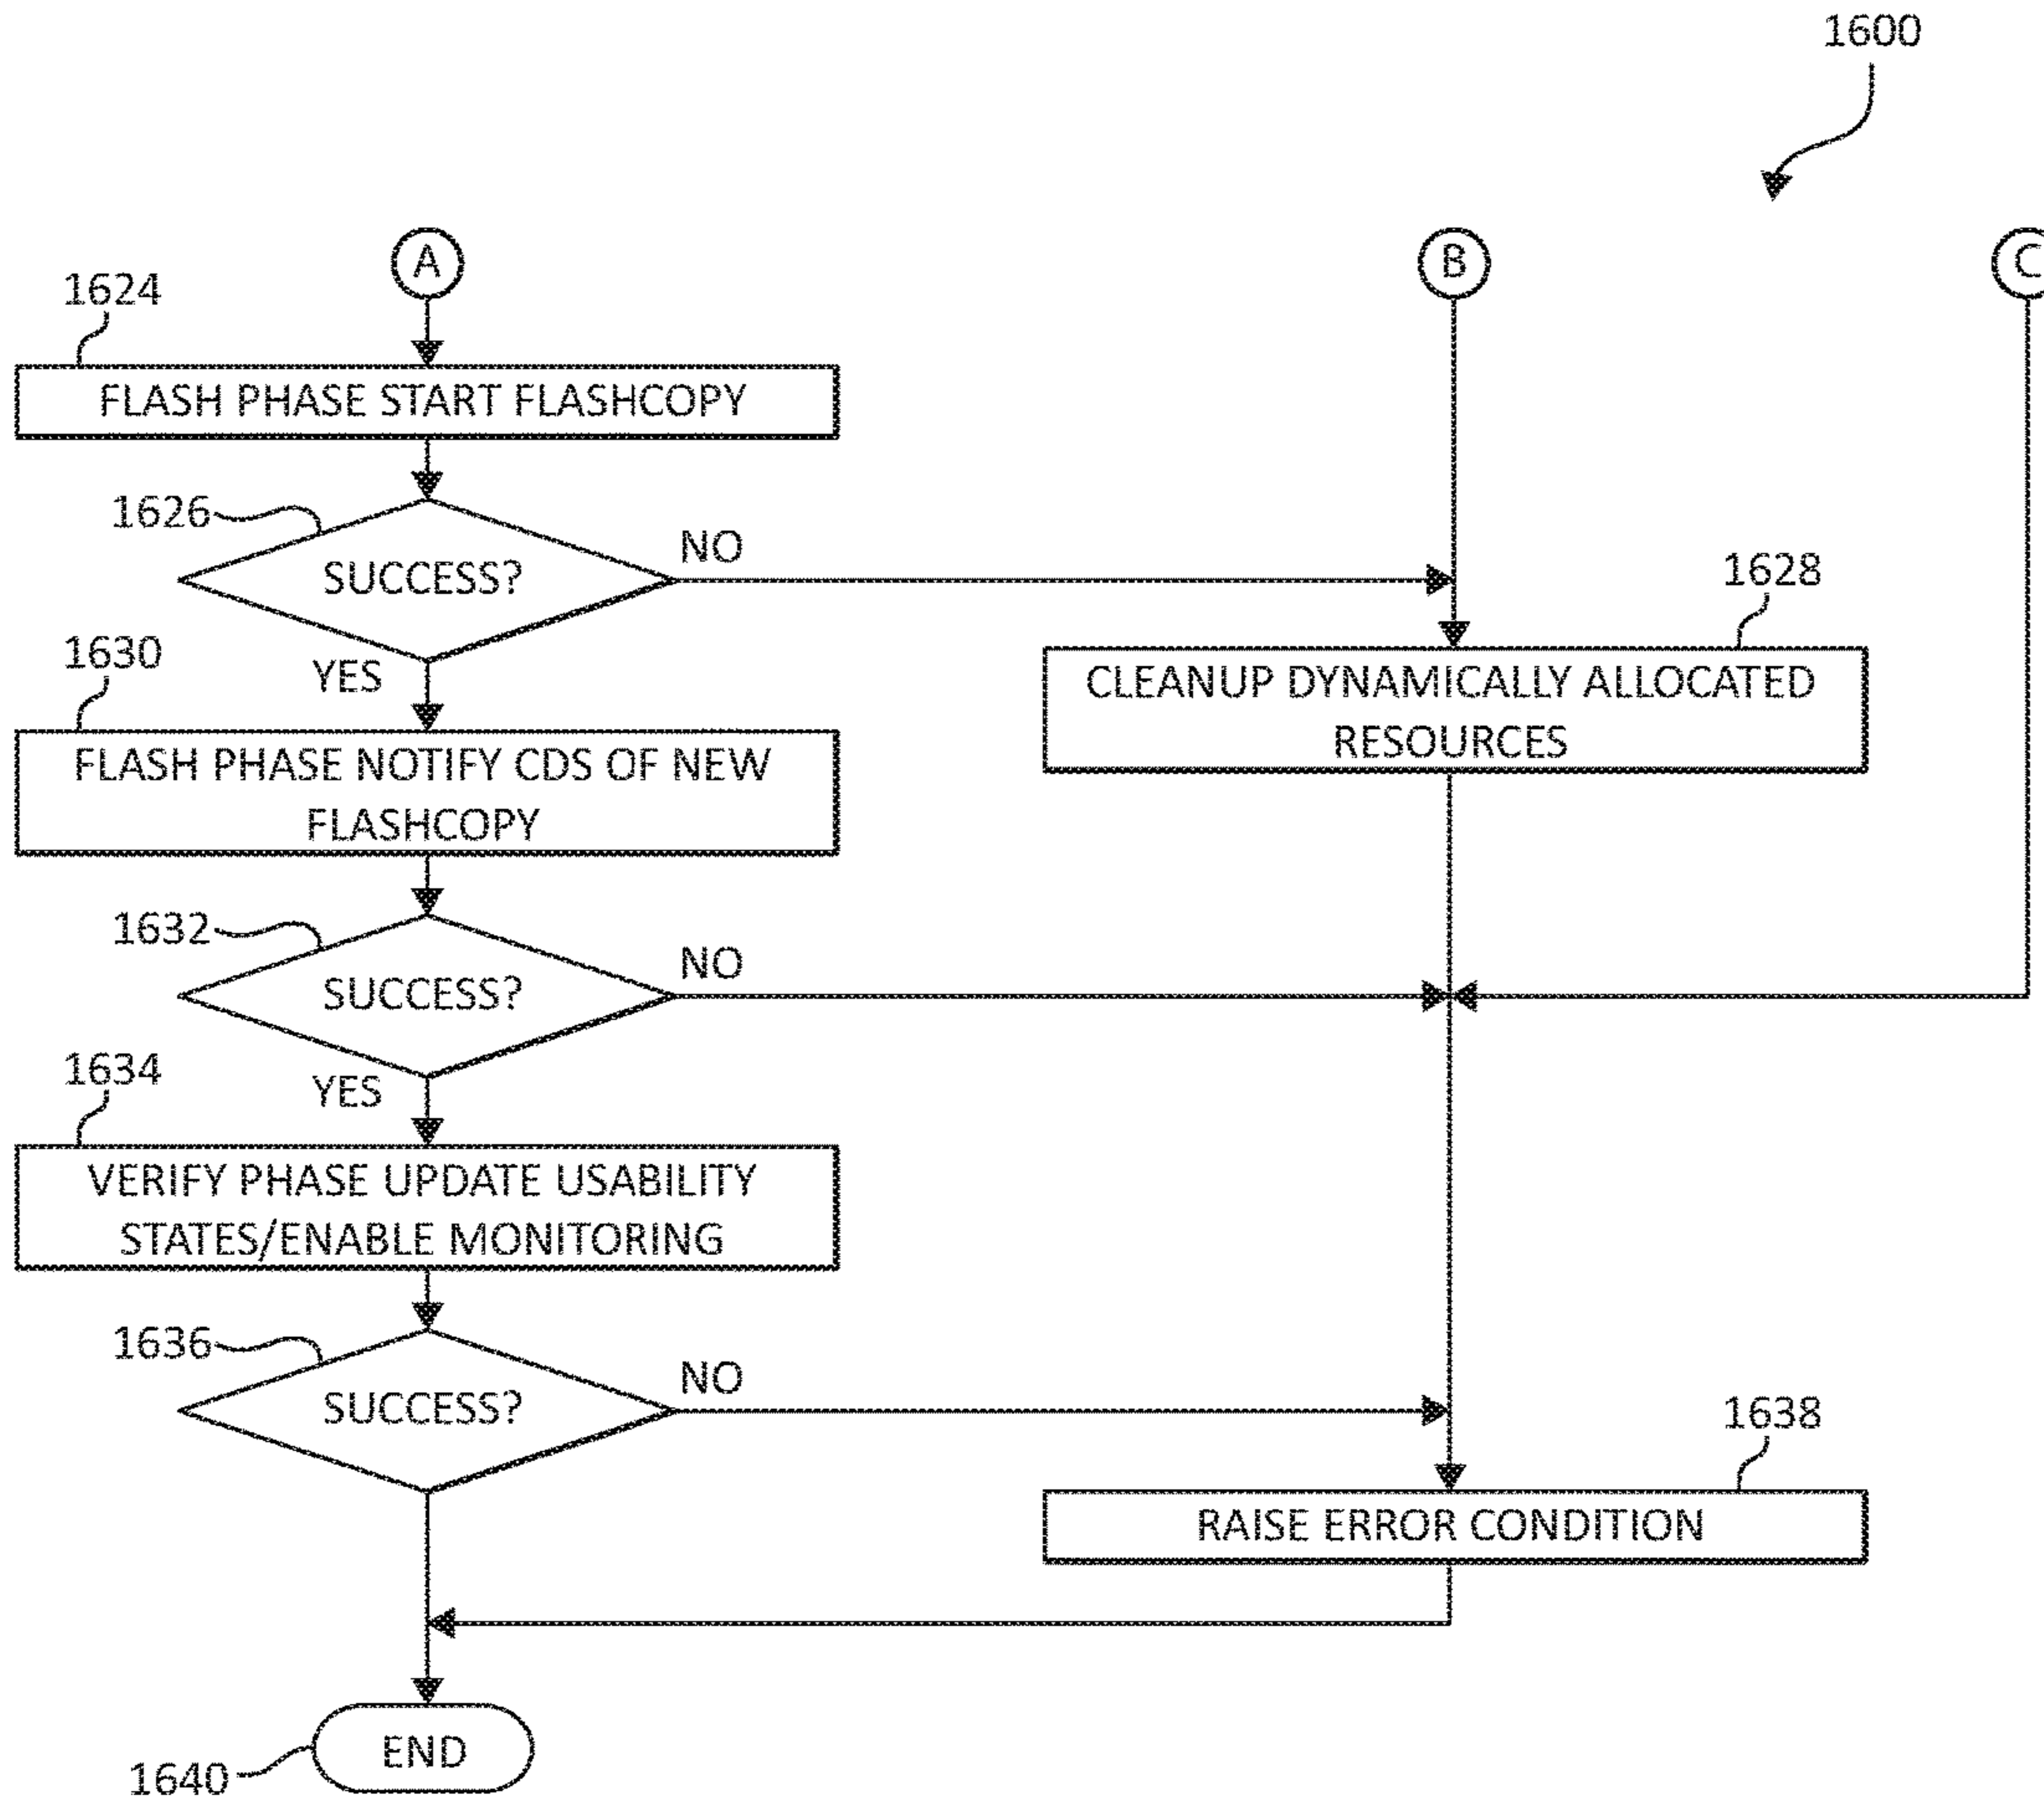 1600
A
B
C
1624
FLASH PHASE START FLASHCOPY
1626
SUCCESS?
NO
YES
1628
CLEANUP DYNAMICALLY ALLOCATED
RESOURCES
1630
FLASH PHASE NOTIFY CDS OF NEW
FLASHCOPY
1632
SUCCESS?
NO
YES
1634
VERIFY PHASE UPDATE USABILITY
STATES/ENABLE MONITORING
1636
SUCCESS?
NO
1638
RAISE ERROR CONDITION
END
1640